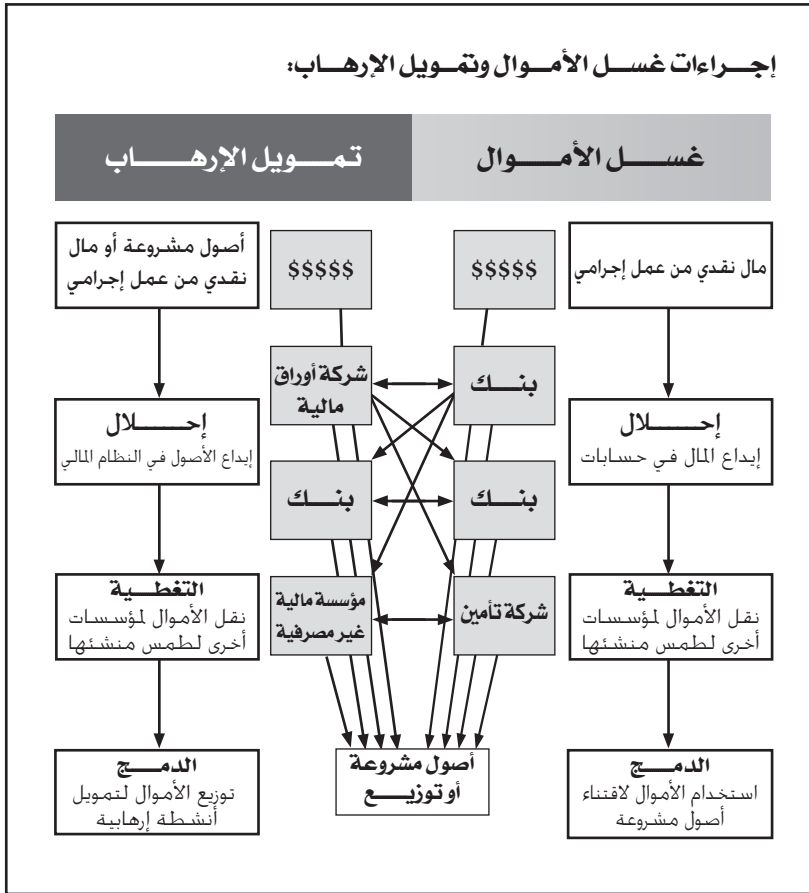 إجراءات غسل الأموال وتمويل الإرهاب:
غسل الأموال
تمويل الإرهاب
مال نقدي من عمل إجرامي
$$$$$
$$$$$
أصول مشروعة أو مال
نقدي من عمل إجرامي
بنك
شركة أوراق
مالية
إحلال
إيداع المال في حسابات
بنك
بنك
إحلال
إيداع الأصول في النظام المالي
التغطية
نقل الأموال لمؤسسات
أخرى لطمس منشئها
شركة تأمين
مؤسسة مالية
غير مصرفية
التغطية
نقل الأموال لمؤسسات
أخرى لطمس منشئها
الدمج
استخدام الأموال لاقتناء
أصول مشروعة
أصول مشروعة
أو توزيع
الدمج
توزيع الأموال لتمويل
أنشطة إرهابية